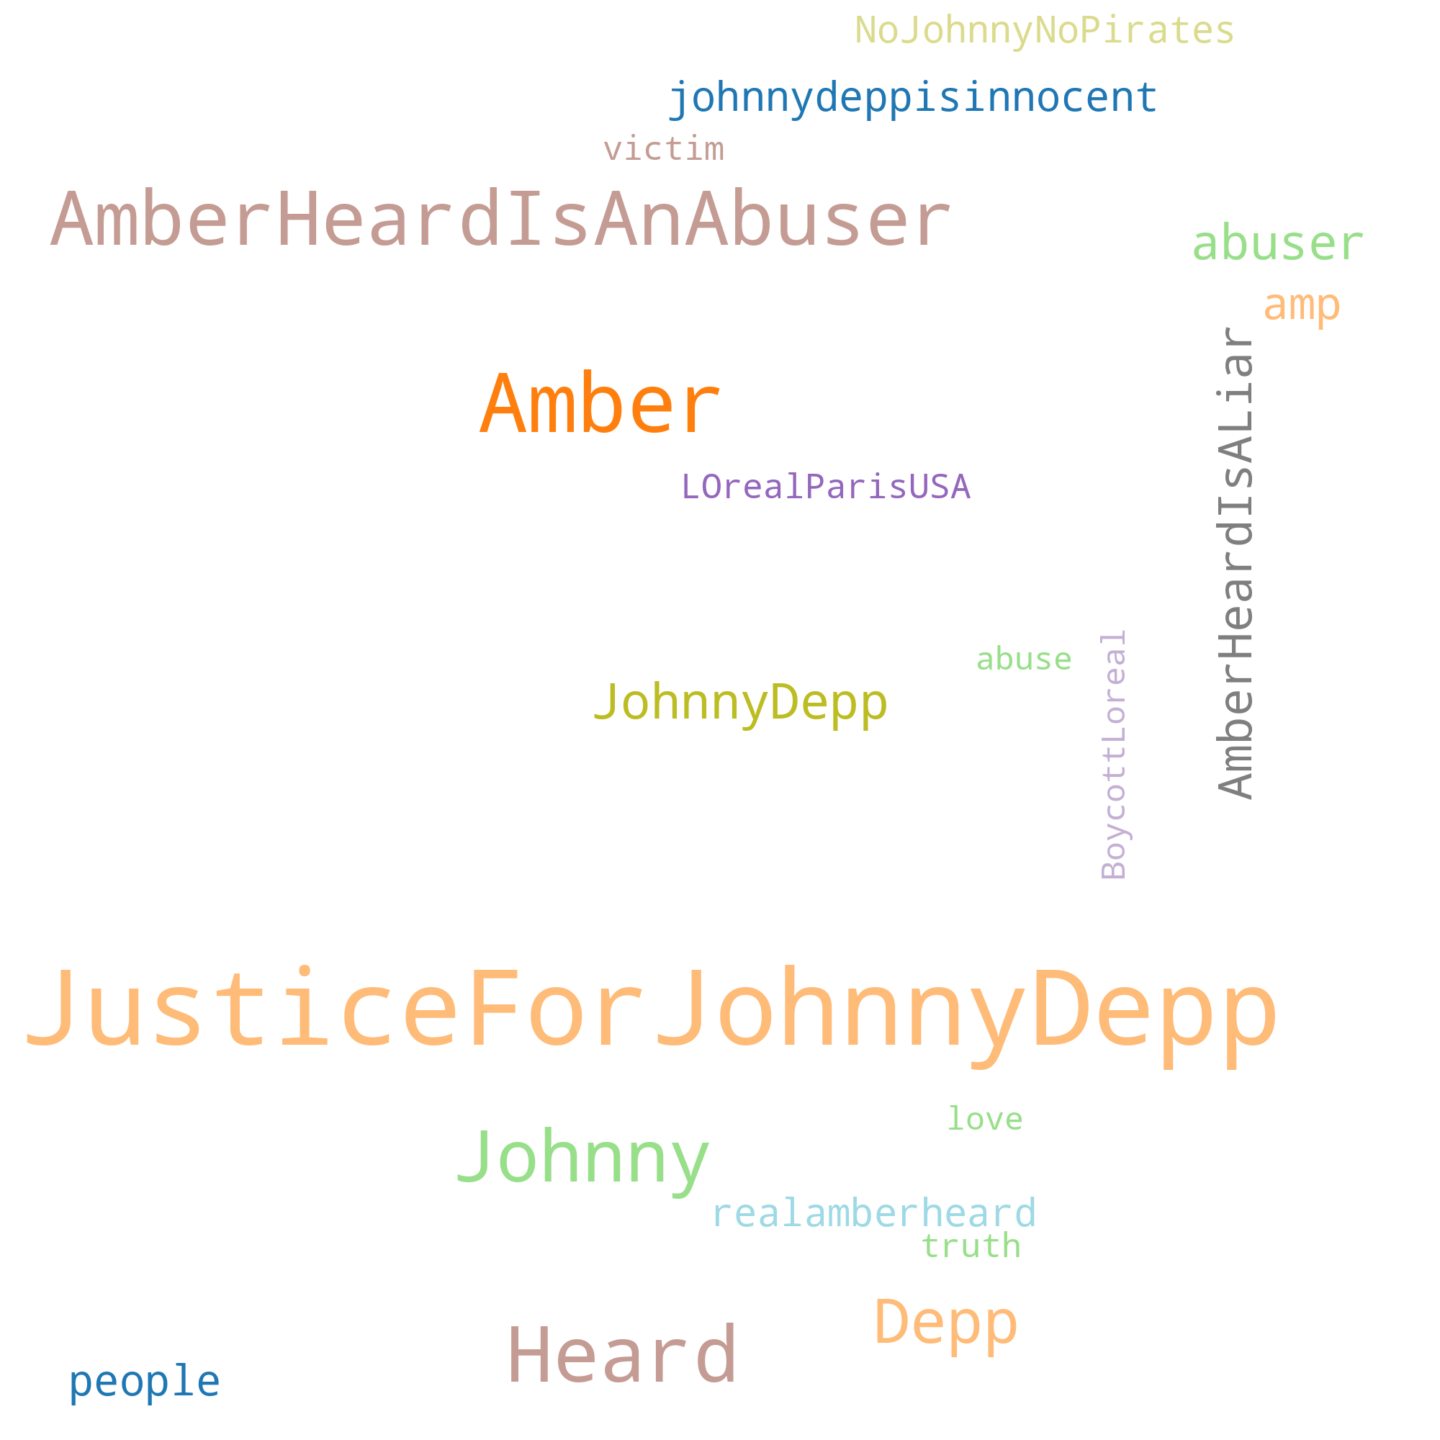 NoJohnnyNoPirates
johnnydeppisinnocent
victim
AmberHeardIsAnAbuser
abuser
amp
AmberHeardIsALiar
Amber
LOrealParisUSA
abuse
BoycottLoreal
JohnnyDepp
JusticeForJohnnyDepp
love
Johnny
realamberheard
truth
Depp
Heard
people